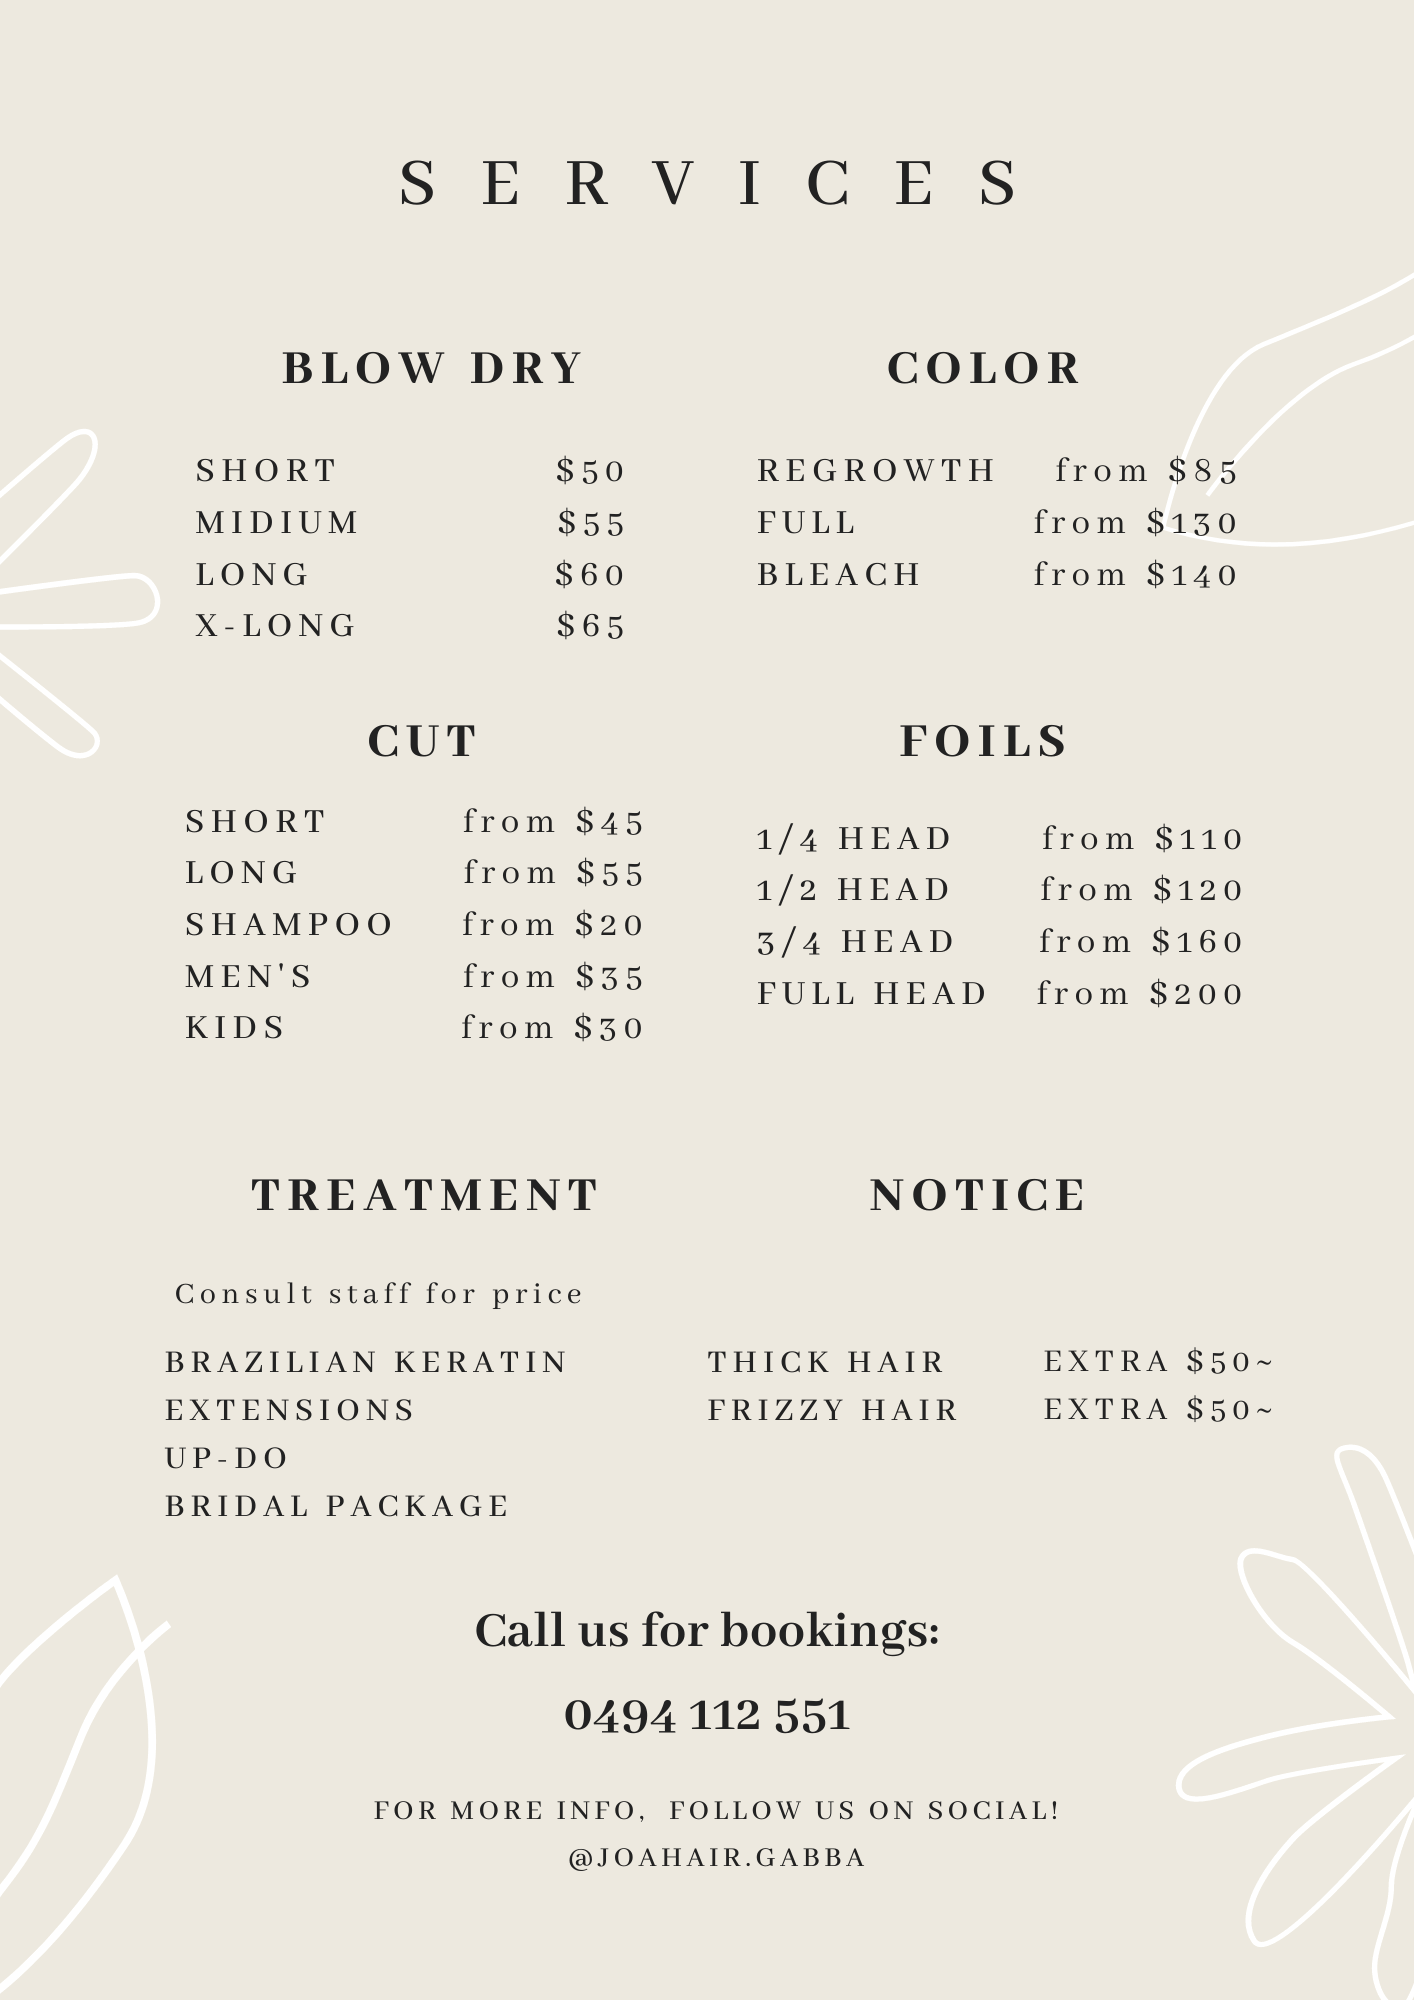 SERVICES
BLOW DRY
SHORT $50
MIDIUM $55
LONG $60
X-LONG $65
COLOR
REGROWTH from $85
FULL from $130
BLEACH from $140
CUT
SHORT from $45
LONG from $55
SHAMPOO from $20
MEN'S from $35
KIDS from $30
FOILS
1/4 HEAD from $110
1/2 HEAD from $120
3/4 HEAD from $160
FULL HEAD from $200
TREATMENT
Consult staff for price
BRAZILIAN KERATIN
EXTENSIONS
UP-DO
BRIDAL PACKAGE
NOTICE
THICK HAIR EXTRA $50~
FRIZZY HAIR EXTRA $50~
Call us for bookings:
0494 112 551
FOR MORE INFO, FOLLOW US ON SOCIAL!
@JOAHAIR.GABBA